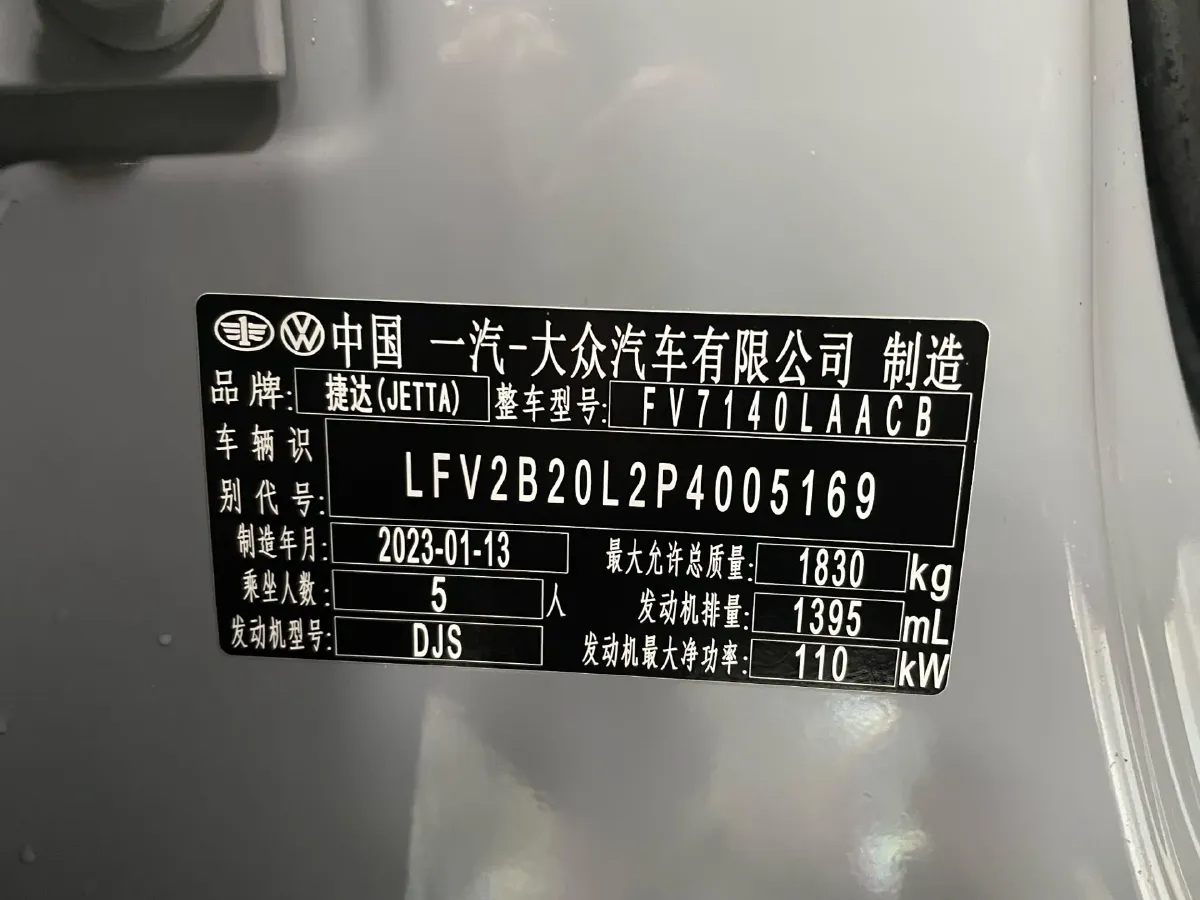 中国 一汽-大众汽车有限公司 制造
品牌: 捷达(JETTA) 整车型号: FV7140LAACB
车辆识别代号: LFV2B20L2P4005169
制造年月: 2023-01-13 最大允许总质量: 1830 kg
乘坐人数: 5 人 发动机排量: 1395 mL
发动机型号: DJS 发动机最大净功率: 110 kW